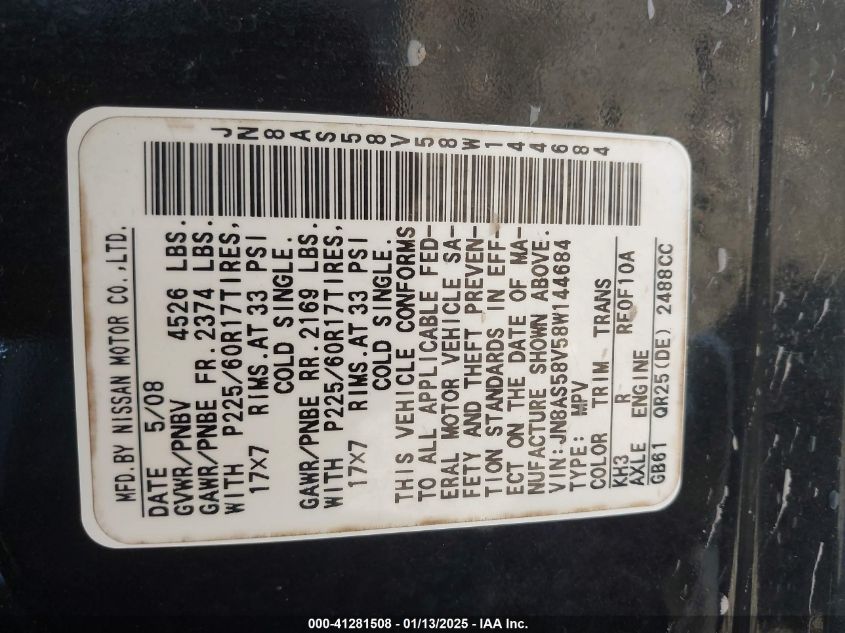 MFD.BY NISSAN MOTOR CO.,LTD.
DATE 5/08
GVWR/PNBV 4526 LBS.
GAWR/PNBE FR. 2374 LBS.
WITH P225/60R17TIRES,
17X7 RIMS.AT 33 PSI
COLD SINGLE.
GAWR/PNBE RR. 2169 LBS.
WITH P225/60R17TIRES,
17X7 RIMS.AT 33 PSI
COLD SINGLE.
THIS VEHICLE CONFORMS
TO ALL APPLICABLE FED-
ERAL MOTOR VEHICLE SA-
FETY AND THEFT PREVEN-
TION STANDARDS IN EFF-
ECT ON THE DATE OF MA-
NUFACTURE SHOWN ABOVE.
VIN:JN8AS58V58W144684
TYPE: MPV
COLOR TRIM TRANS
KH3 R RF0F10A
AXLE ENGINE
GB61 QR25(DE) 2488CC
JN8AS58V58W144684
000-41281508 - 01/13/2025 - IAA Inc.